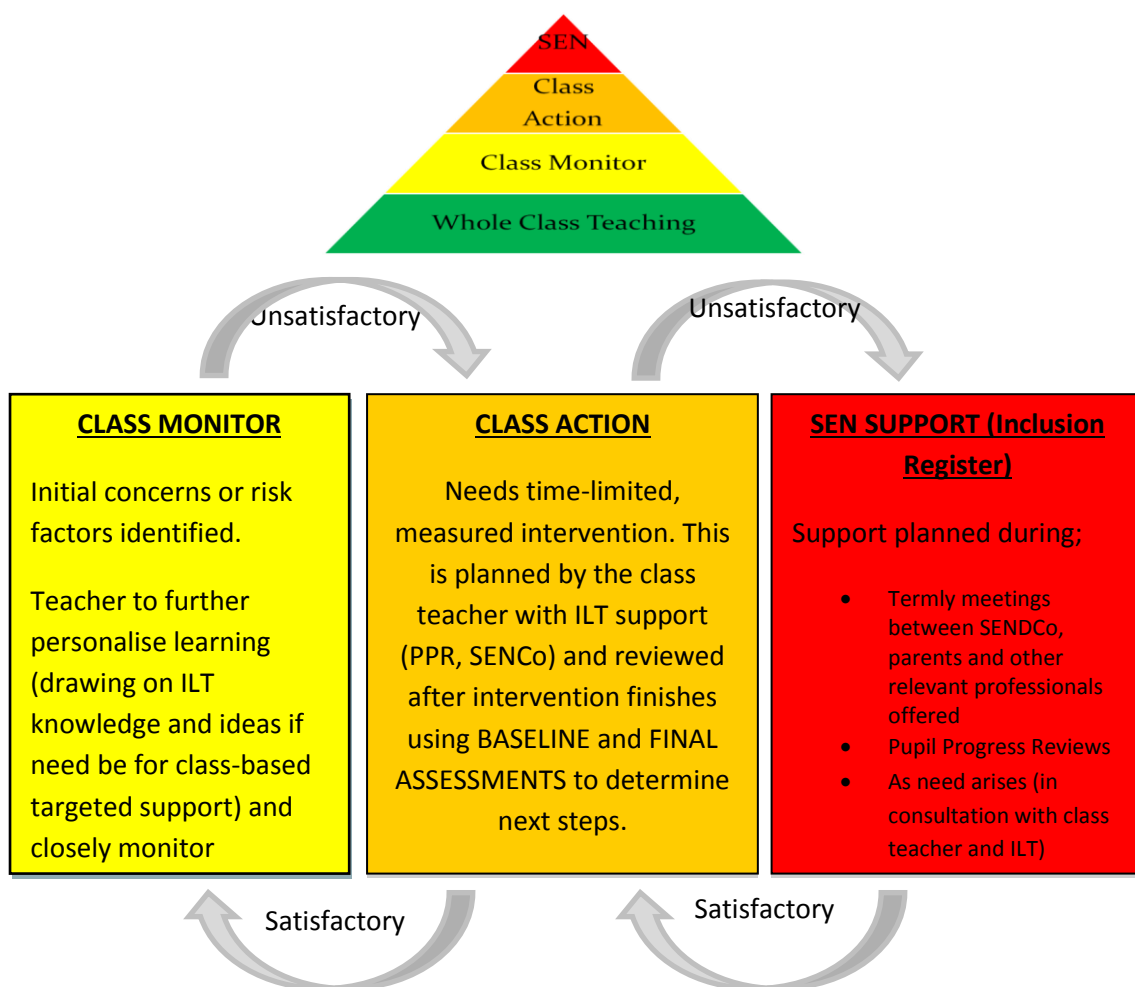 SEN
Class
Action
Class Monitor
Whole Class Teaching
Unsatisfactory
Unsatisfactory
CLASS MONITOR
Initial concerns or risk
factors identified.
Teacher to further
personalise learning
(drawing on ILT
knowledge and ideas if
need be for class-based
targeted support) and
closely monitor
CLASS ACTION
Needs time-limited,
measured intervention. This
is planned by the class
teacher with ILT support
(PPR, SENCo) and reviewed
after intervention finishes
using BASELINE and FINAL
ASSESSMENTS to determine
next steps.
SEN SUPPORT (Inclusion
Register)
Support planned during;
• Termly meetings
between SENDCo,
parents and other
relevant professionals
offered
• Pupil Progress Reviews
• As need arises (in
consultation with class
teacher and ILT)
Satisfactory
Satisfactory